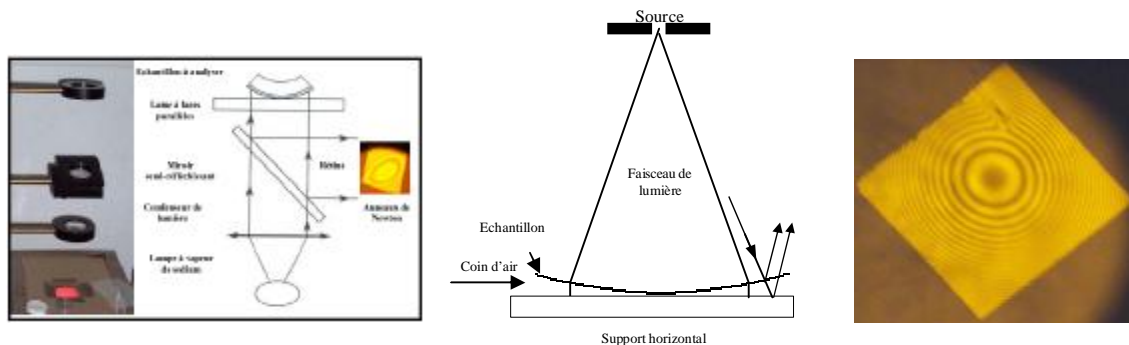 Echantillon à analyser
Lame à faces
parallèles
Miroir
semi-réfléchissant
Condenseur de
lumière
Lampe à vapeur
de sodium
Rétine
Anneaux de
Newton
Source
Faisceau de
lumière
Echantillon
Coin d'air
Support horizontal